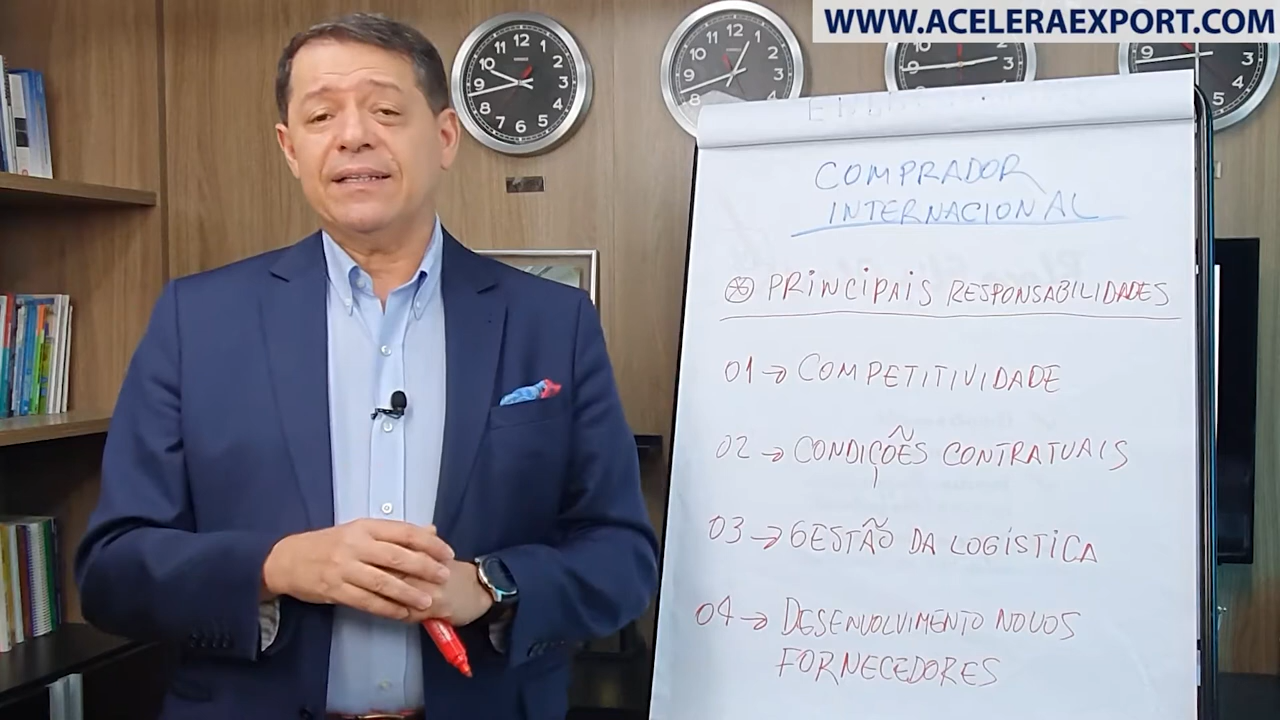 WWW.ACELERAEXPORT.COM
COMPRADOR
INTERNACIONAL
PRINCIPAIS RESPONSABILIDADES
01 → COMPETITIVIDADE
02 → CONDIÇÕES CONTRATUAIS
03 → GESTÃO DA LOGÍSTICA
04 → DESENVOLVIMENTO NOVOS
FORNECEDORES